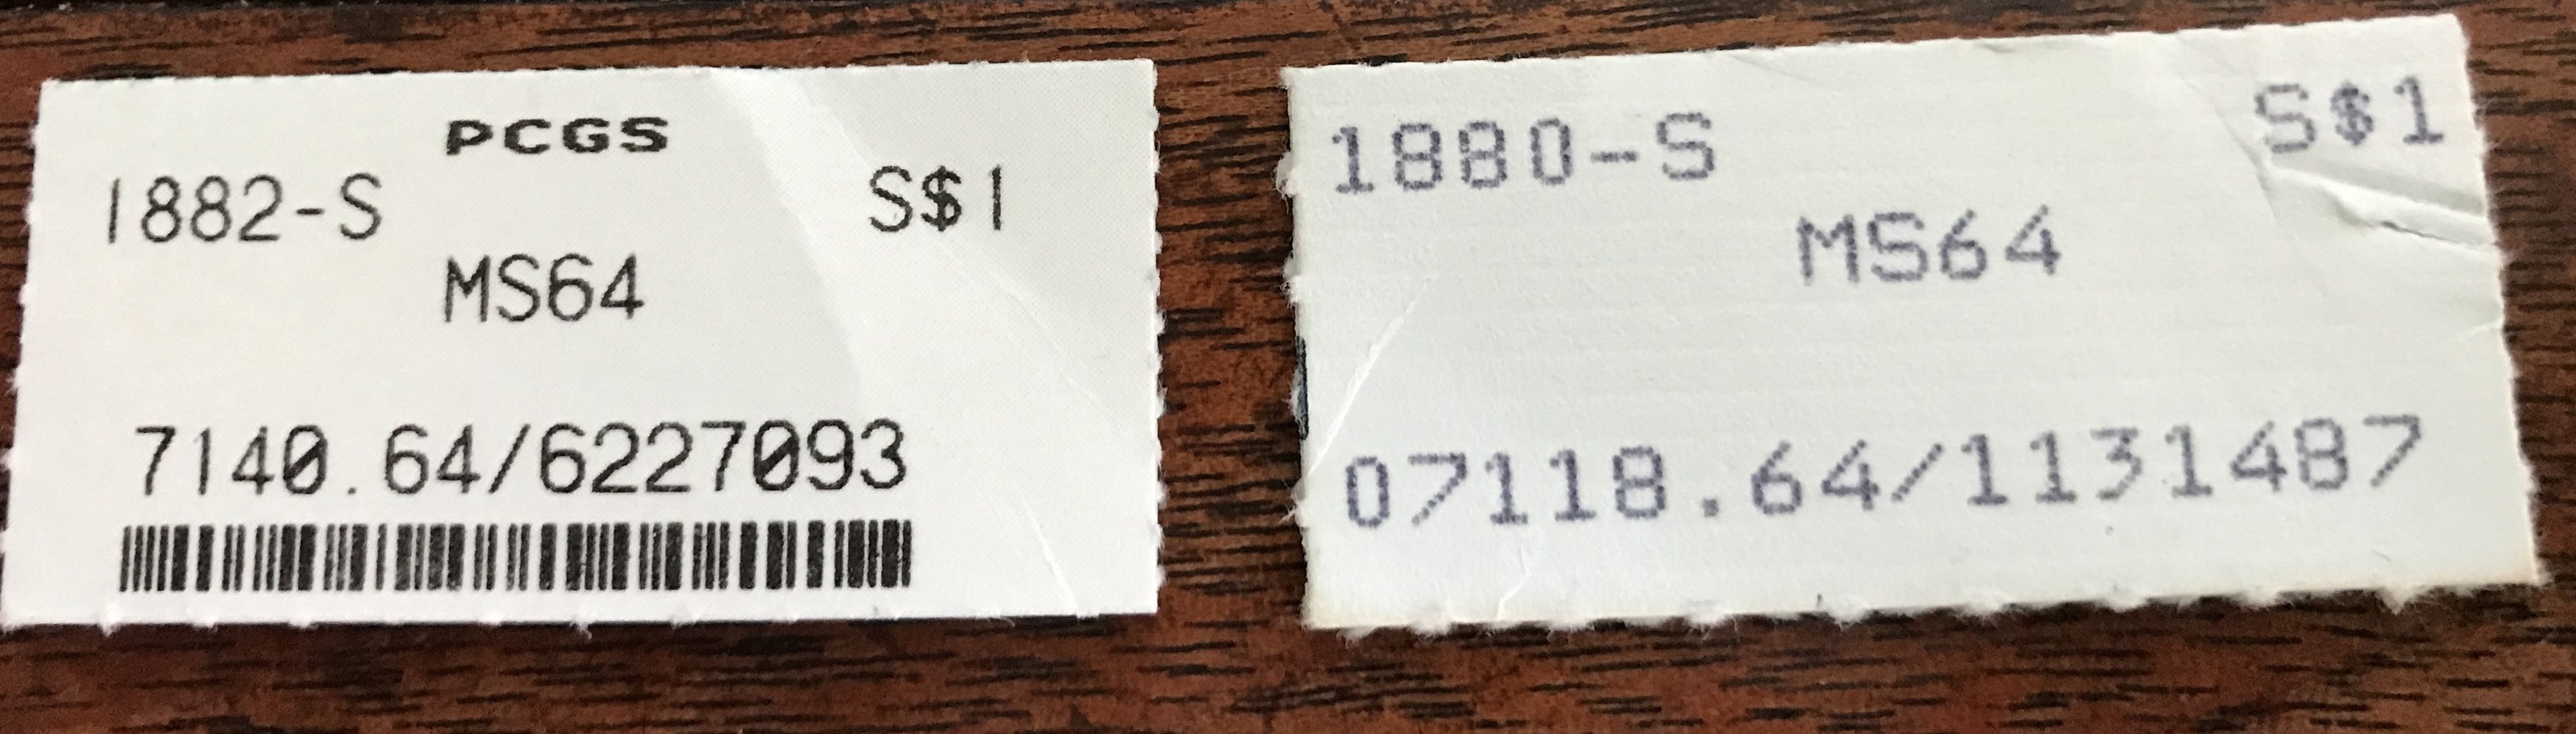 PCGS
1882-S S$1
MS64
7140.64/6227093
1880-S S$1
MS64
07118.64/1131487